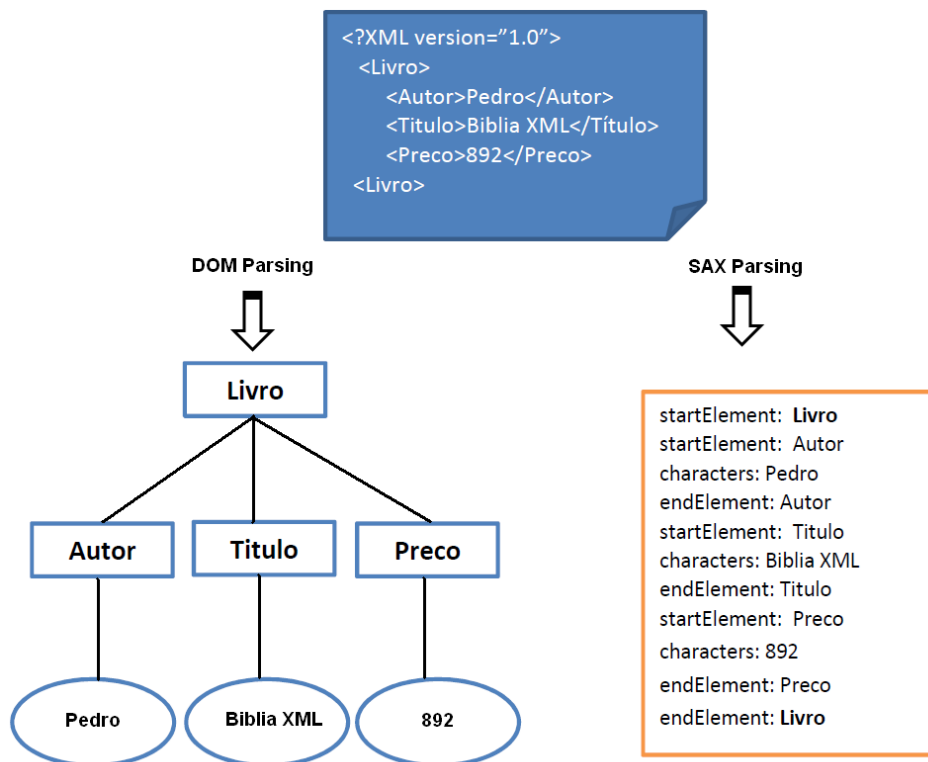 <?XML version=”1.0”>
<Livro>
<Autor>Pedro</Autor>
<Titulo>Biblia XML</Título>
<Preco>892</Preco>
<Livro>
DOM Parsing
SAX Parsing
Livro
Autor
Titulo
Preco
Pedro
Biblia XML
892
startElement: Livro
startElement: Autor
characters: Pedro
endElement: Autor
startElement: Titulo
characters: Biblia XML
endElement: Titulo
startElement: Preco
characters: 892
endElement: Preco
endElement: Livro